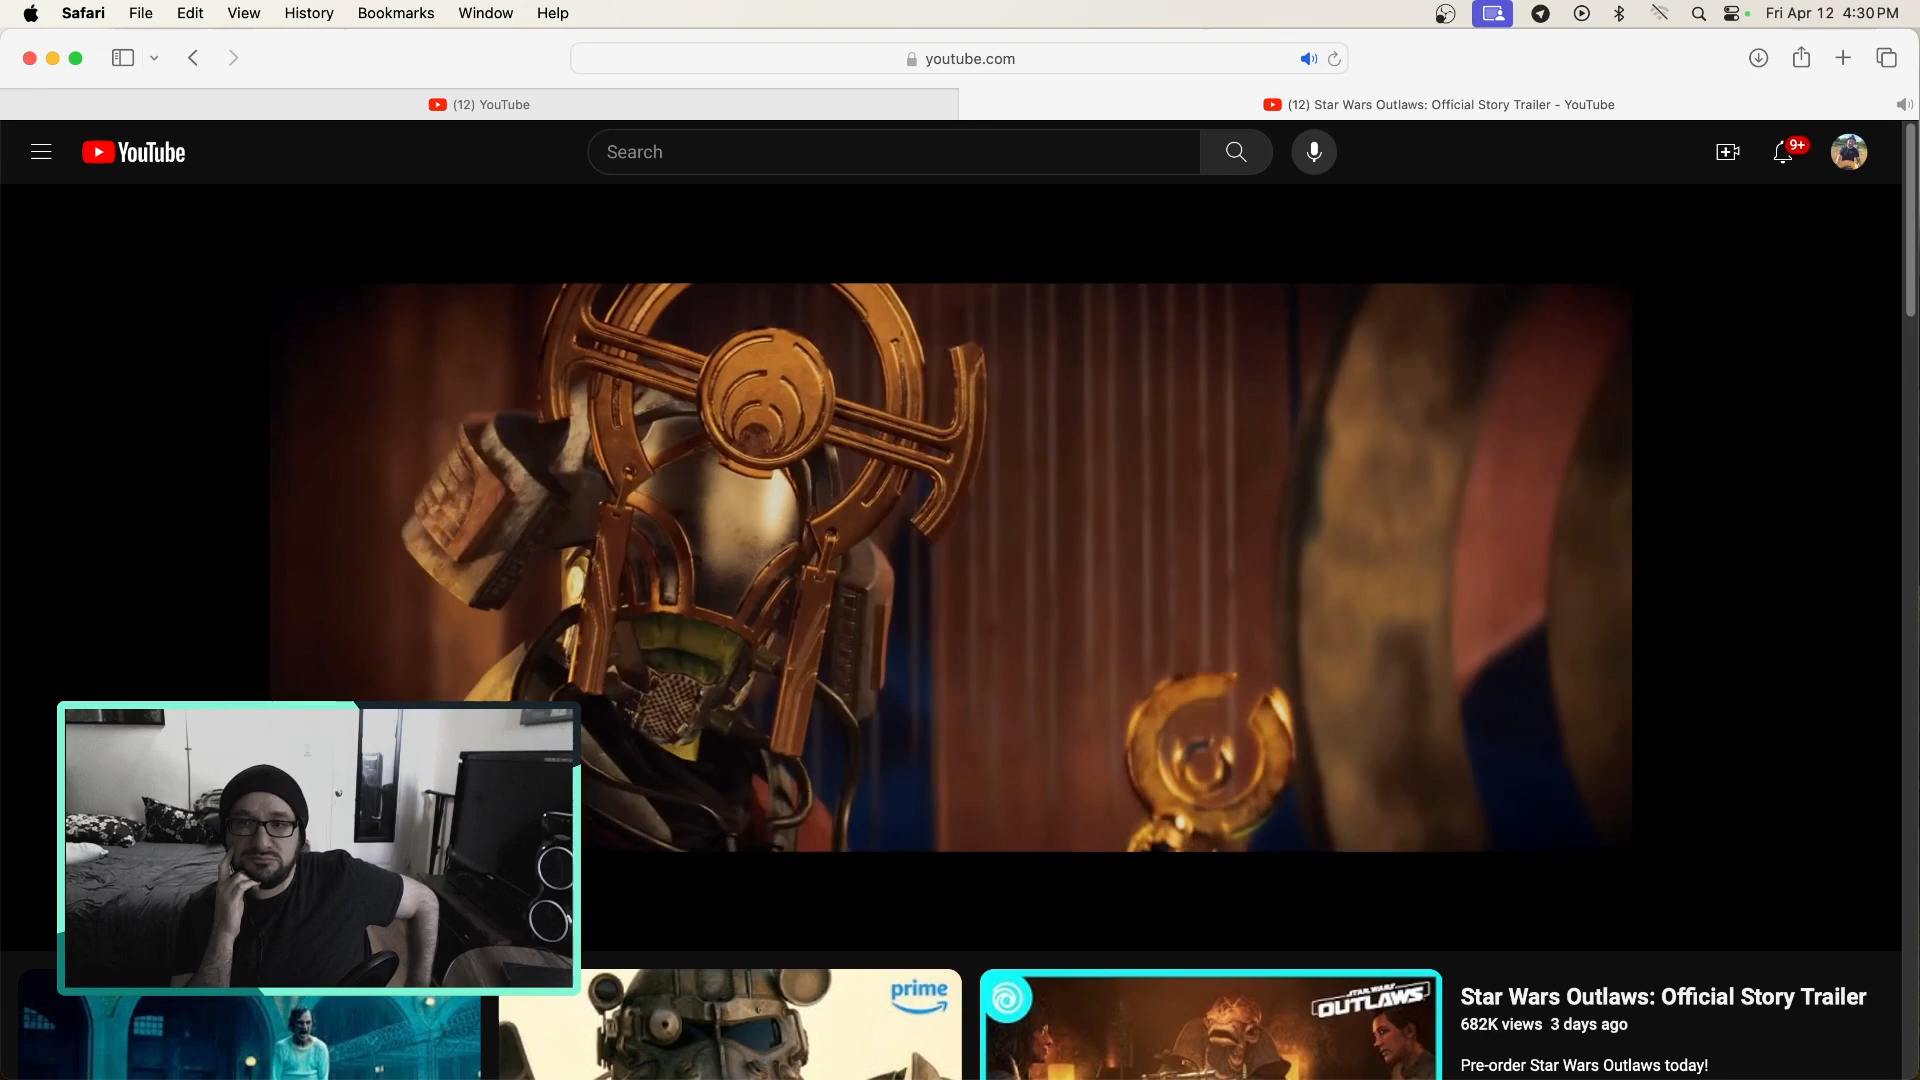 Safari File Edit View History Bookmarks Window Help Fri Apr 12 4:30 PM
youtube.com
(12) YouTube
(12) Star Wars Outlaws: Official Story Trailer - YouTube
YouTube
Search
9+
prime
STAR WARS
OUTLAWS
Star Wars Outlaws: Official Story Trailer
682K views 3 days ago
Pre-order Star Wars Outlaws today!